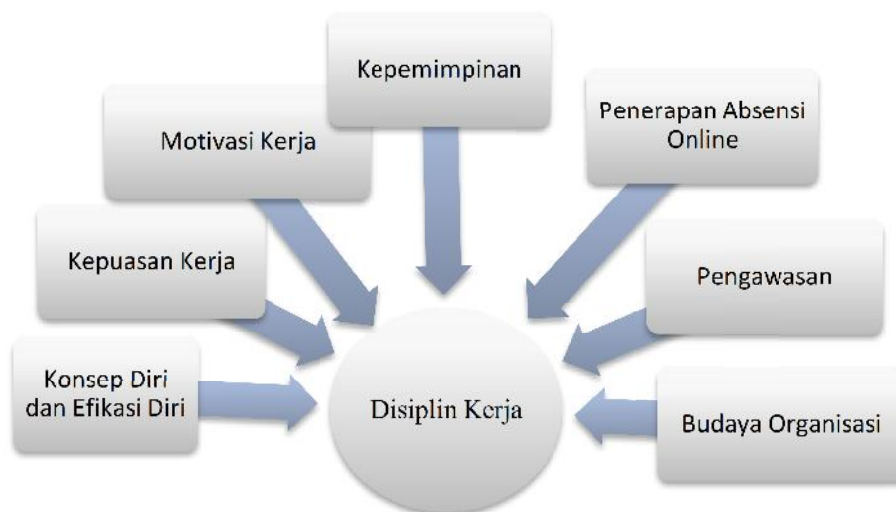 Kepemimpinan
Penerapan Absensi
Online
Motivasi Kerja
Kepuasan Kerja
Pengawasan
Konsep Diri
dan Efikasi Diri
Disiplin Kerja
Budaya Organisasi